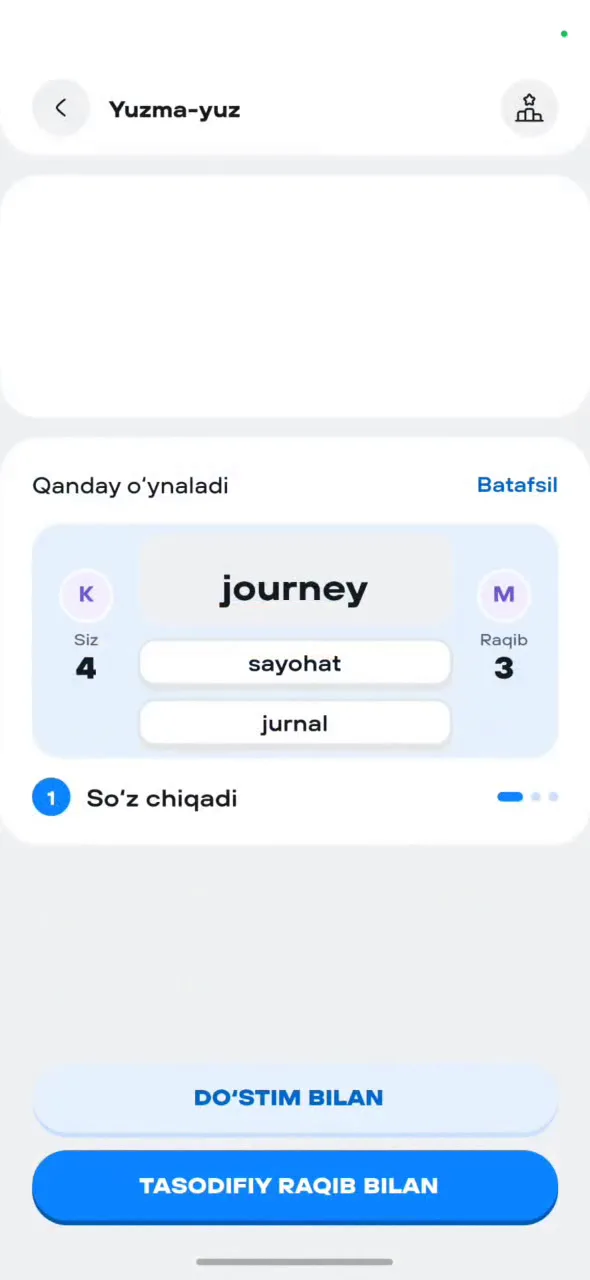 Yuzma-yuz
Qanday o‘ynaladi
Batafsil
journey
K
Siz
4
M
Raqib
3
sayohat
jurnal
1
So‘z chiqadi
DO‘STIM BILAN
TASODIFIY RAQIB BILAN